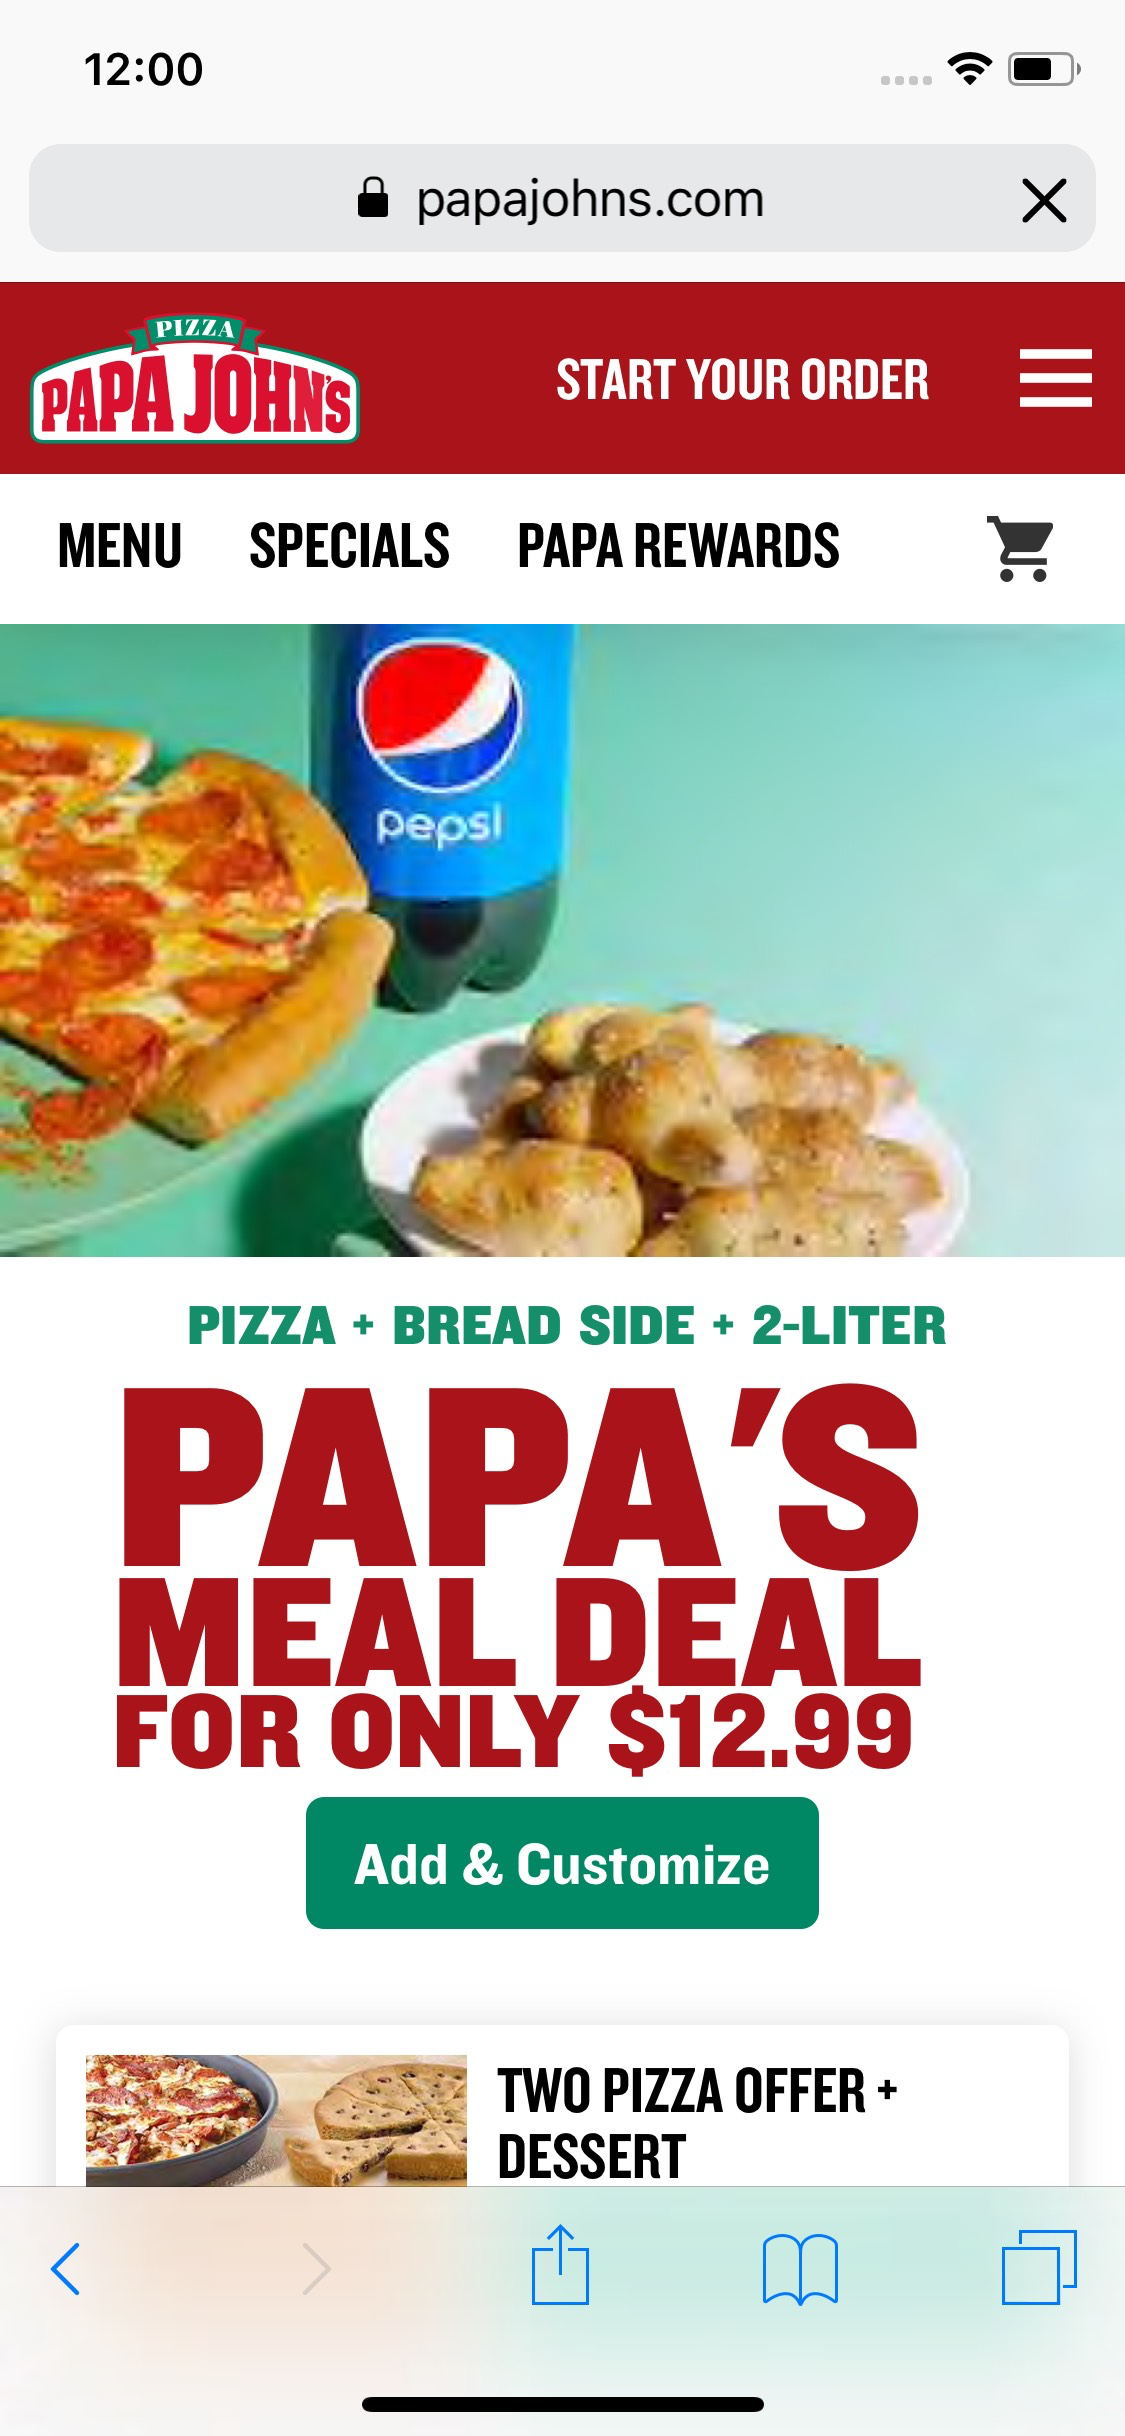 12:00
papajohns.com
PIZZA
PAPA JOHN'S
START YOUR ORDER
MENU SPECIALS PAPA REWARDS
pepsi
PIZZA + BREAD SIDE + 2-LITER
PAPA'S
MEAL DEAL
FOR ONLY $12.99
Add & Customize
TWO PIZZA OFFER +
DESSERT